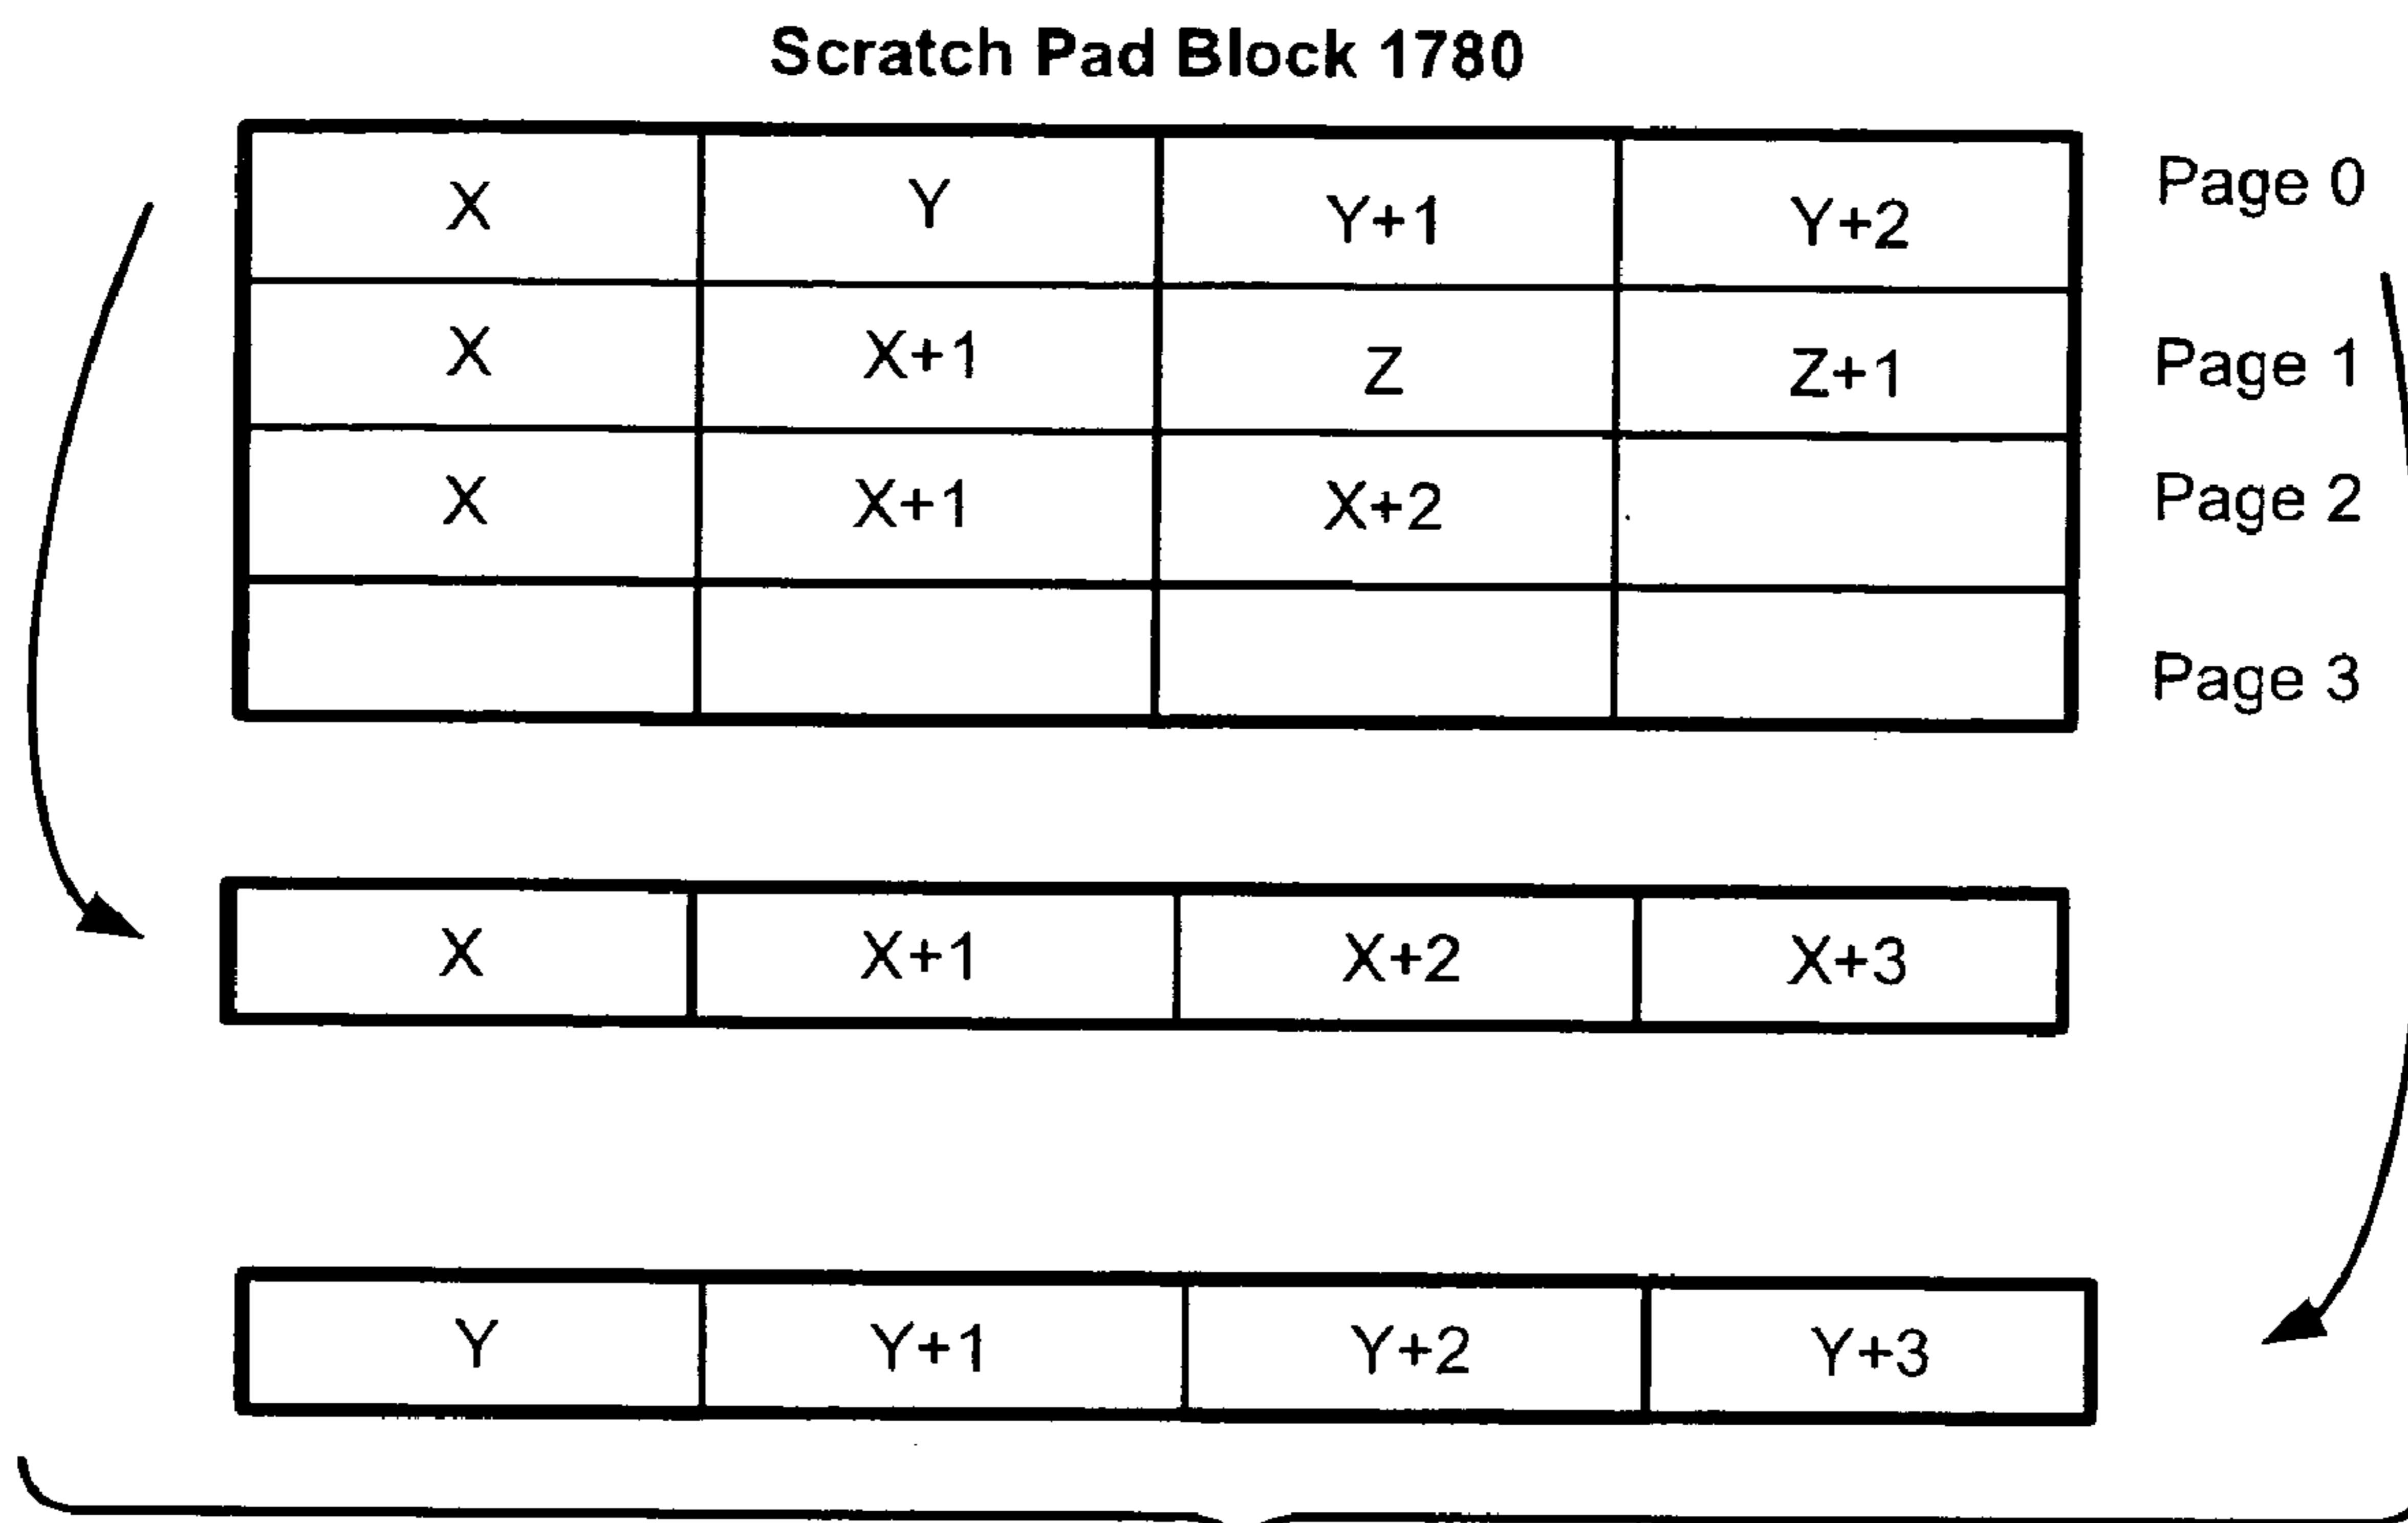 Scratch Pad Block 1780
X Y Y+1 Y+2 Page 0
X X+1 Z Z+1 Page 1
X X+1 X+2 Page 2
Page 3
X X+1 X+2 X+3
Y Y+1 Y+2 Y+3